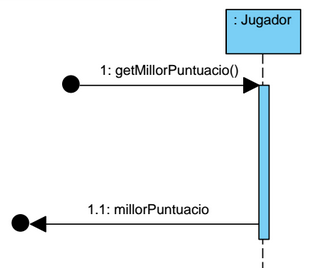 : Jugador
1: getMillorPuntuacio()
1.1: millorPuntuacio